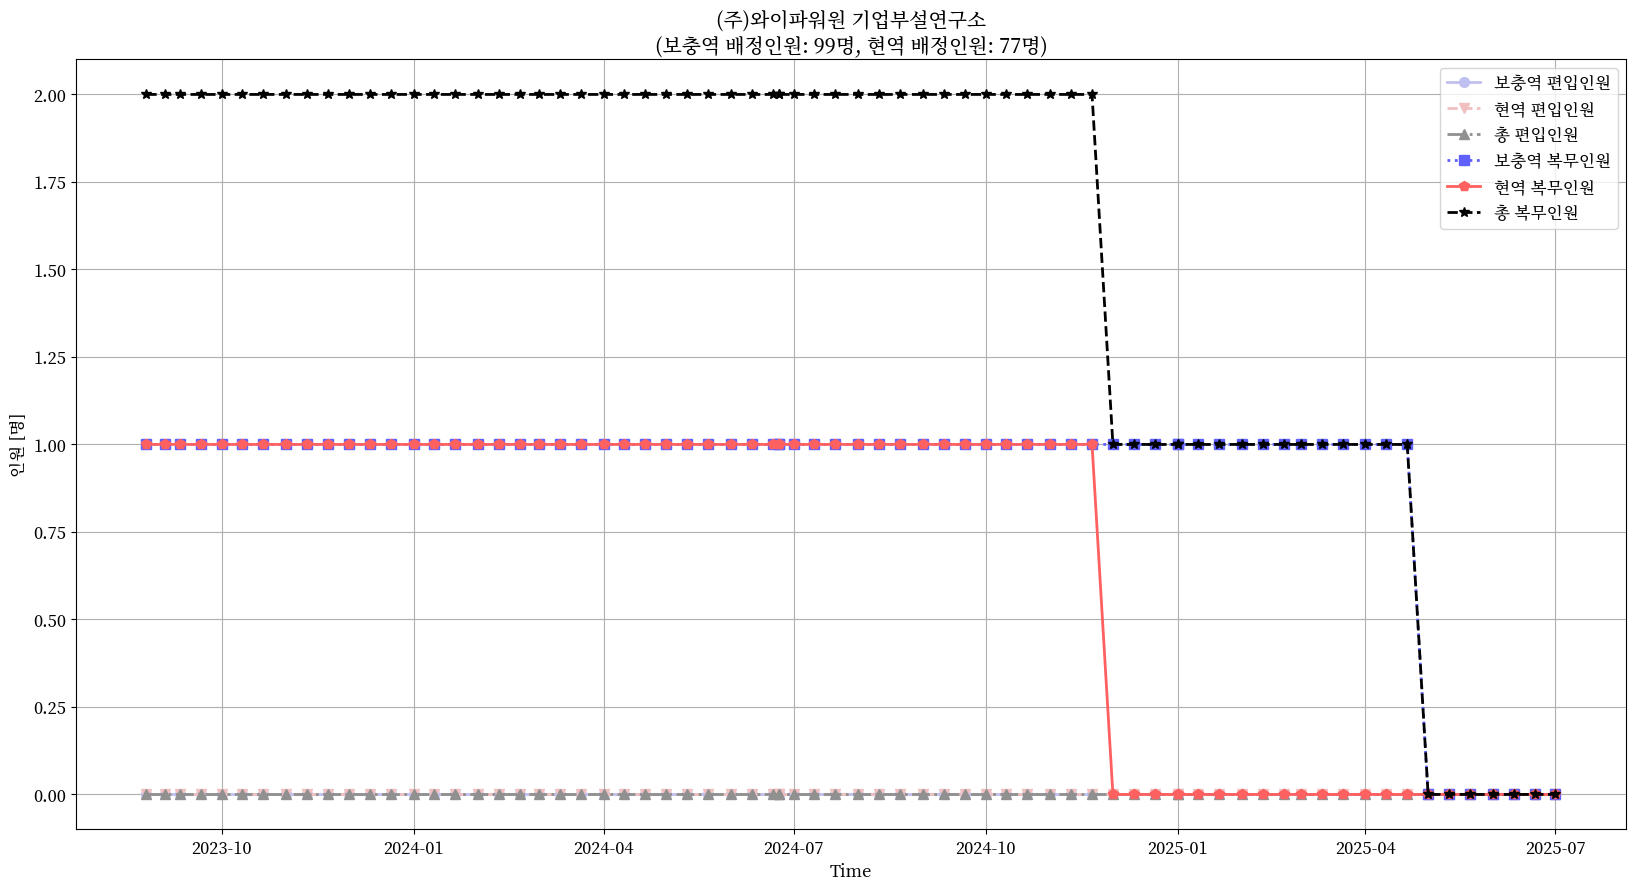 (주)와이파워원 기업부설연구소
(보충역 배정인원: 99명, 현역 배정인원: 77명)
보충역 편입인원
현역 편입인원
총 편입인원
보충역 복무인원
현역 복무인원
총 복무인원
인원 [명]
2.00
1.75
1.50
1.25
1.00
0.75
0.50
0.25
0.00
2023-10 2024-01 2024-04 2024-07 2024-10 2025-01 2025-04 2025-07
Time